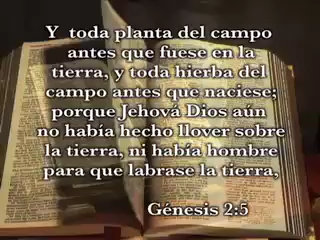 Y toda planta del campo
antes que fuese en la
tierra, y toda hierba del
campo antes que naciese;
porque Jehová Dios aún
no había hecho llover sobre
la tierra, ni había hombre
para que labrase la tierra,
Génesis 2:5